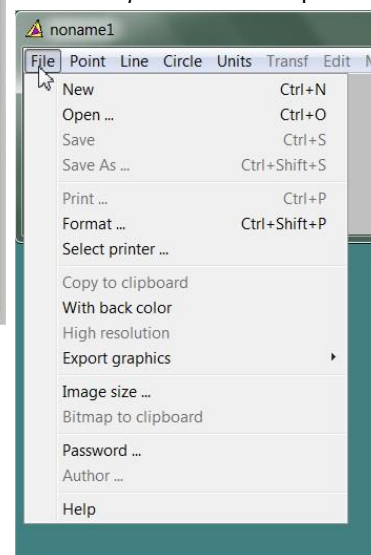 noname1
File Point Line Circle Units Transf Edit
New Ctrl+N
Open ... Ctrl+O
Save Ctrl+S
Save As ... Ctrl+Shift+S
Print ... Ctrl+P
Format ... Ctrl+Shift+P
Select printer ...
Copy to clipboard
With back color
High resolution
Export graphics
Image size ...
Bitmap to clipboard
Password ...
Author ...
Help